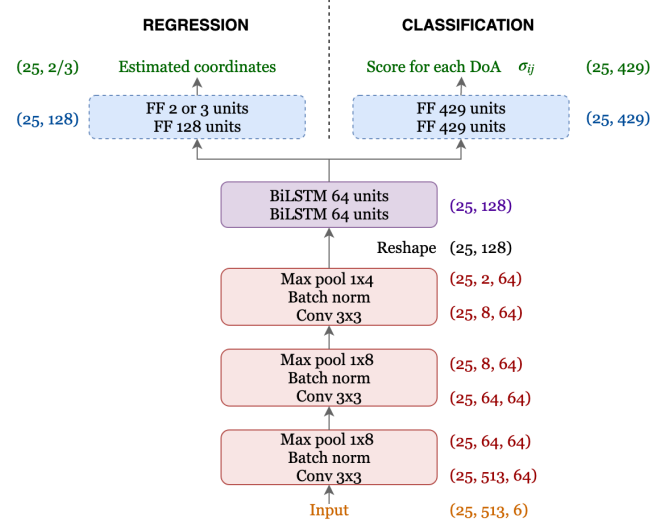 REGRESSION
CLASSIFICATION
(25, 2/3)
Estimated coordinates
Score for each DoA σij
(25, 429)
(25, 128)
FF 2 or 3 units
FF 128 units
FF 429 units
FF 429 units
(25, 429)
BiLSTM 64 units
BiLSTM 64 units
(25, 128)
Reshape (25, 128)
Max pool 1x4
Batch norm
Conv 3x3
(25, 2, 64)
(25, 8, 64)
Max pool 1x8
Batch norm
Conv 3x3
(25, 8, 64)
(25, 64, 64)
Max pool 1x8
Batch norm
Conv 3x3
(25, 64, 64)
(25, 513, 64)
Input
(25, 513, 6)